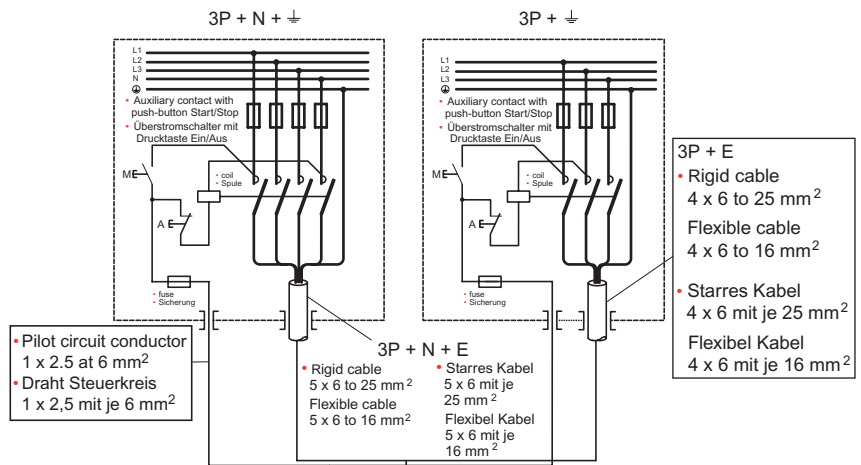 3P + N + ⏚
L1
L2
L3
N
• Auxiliary contact with
push-button Start/Stop
• Überstromschalter mit
Drucktaste Ein/Aus
M
• coil
• Spule
A
• fuse
• Sicherung
3P + ⏚
L1
L2
L3
• Auxiliary contact with
push-button Start/Stop
• Überstromschalter mit
Drucktaste Ein/Aus
M
• coil
• Spule
A
• fuse
• Sicherung
3P + E
• Rigid cable
4 x 6 to 25 mm²
Flexible cable
4 x 6 to 16 mm²
• Starres Kabel
4 x 6 mit je 25 mm²
Flexibel Kabel
4 x 6 mit je 16 mm²
• Pilot circuit conductor
1 x 2.5 at 6 mm²
• Draht Steuerkreis
1 x 2,5 mit je 6 mm²
3P + N + E
• Rigid cable
5 x 6 to 25 mm²
Flexible cable
5 x 6 to 16 mm²
• Starres Kabel
5 x 6 mit je
25 mm²
Flexibel Kabel
5 x 6 mit je
16 mm²